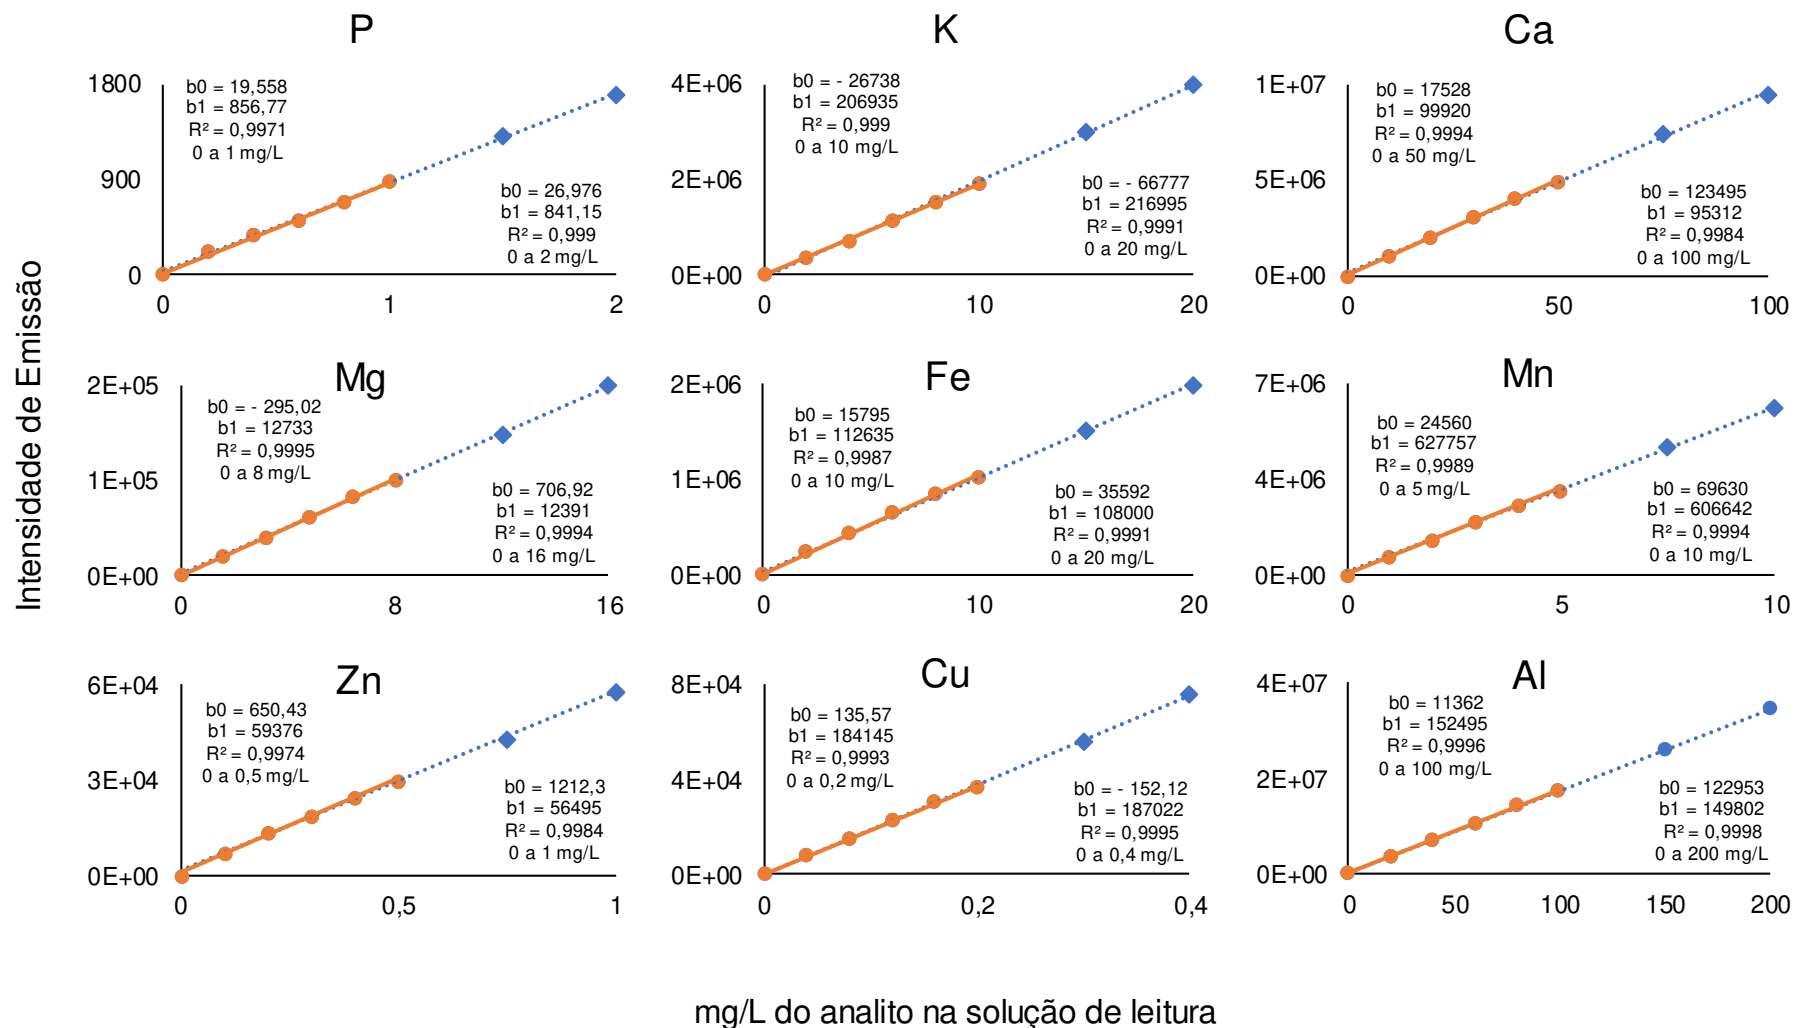 P
1800
900
0
0
1
2
b0 = 19,558
b1 = 856,77
R² = 0,9971
0 a 1 mg/L
b0 = 26,976
b1 = 841,15
R² = 0,999
0 a 2 mg/L
K
4E+06
2E+06
0E+00
0
10
20
b0 = - 26738
b1 = 206935
R² = 0,999
0 a 10 mg/L
b0 = - 66777
b1 = 216995
R² = 0,9991
0 a 20 mg/L
Ca
1E+07
5E+06
0E+00
0
50
100
b0 = 17528
b1 = 99920
R² = 0,9994
0 a 50 mg/L
b0 = 123495
b1 = 95312
R² = 0,9984
0 a 100 mg/L
Intensidade de Emissão
Mg
2E+05
1E+05
0E+00
0
8
16
b0 = - 295,02
b1 = 12733
R² = 0,9995
0 a 8 mg/L
b0 = 706,92
b1 = 12391
R² = 0,9994
0 a 16 mg/L
Fe
2E+06
1E+06
0E+00
0
10
20
b0 = 15795
b1 = 112635
R² = 0,9987
0 a 10 mg/L
b0 = 35592
b1 = 108000
R² = 0,9991
0 a 20 mg/L
Mn
7E+06
4E+06
0E+00
0
5
10
b0 = 24560
b1 = 627757
R² = 0,9989
0 a 5 mg/L
b0 = 69630
b1 = 606642
R² = 0,9994
0 a 10 mg/L
Zn
6E+04
3E+04
0E+00
0
0,5
1
b0 = 650,43
b1 = 59376
R² = 0,9974
0 a 0,5 mg/L
b0 = 1212,3
b1 = 56495
R² = 0,9984
0 a 1 mg/L
Cu
8E+04
4E+04
0E+00
0
0,2
0,4
b0 = 135,57
b1 = 184145
R² = 0,9993
0 a 0,2 mg/L
b0 = - 152,12
b1 = 187022
R² = 0,9995
0 a 0,4 mg/L
Al
4E+07
2E+07
0E+00
0
50
100
150
200
b0 = 11362
b1 = 152495
R² = 0,9996
0 a 100 mg/L
b0 = 122953
b1 = 149802
R² = 0,9998
0 a 200 mg/L
mg/L do analito na solução de leitura